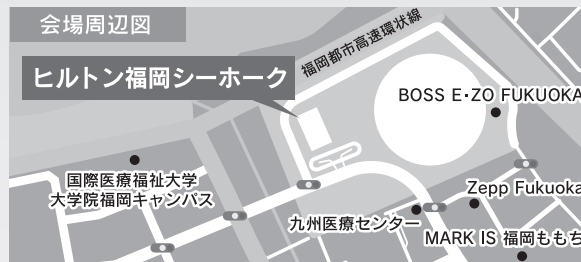 会場周辺図
福岡都市高速環状線
ヒルトン福岡シーホーク
BOSS E・ZO FUKUOKA
国際医療福祉大学
大学院福岡キャンパス
Zepp Fukuoka
九州医療センター
MARK IS 福岡ももち